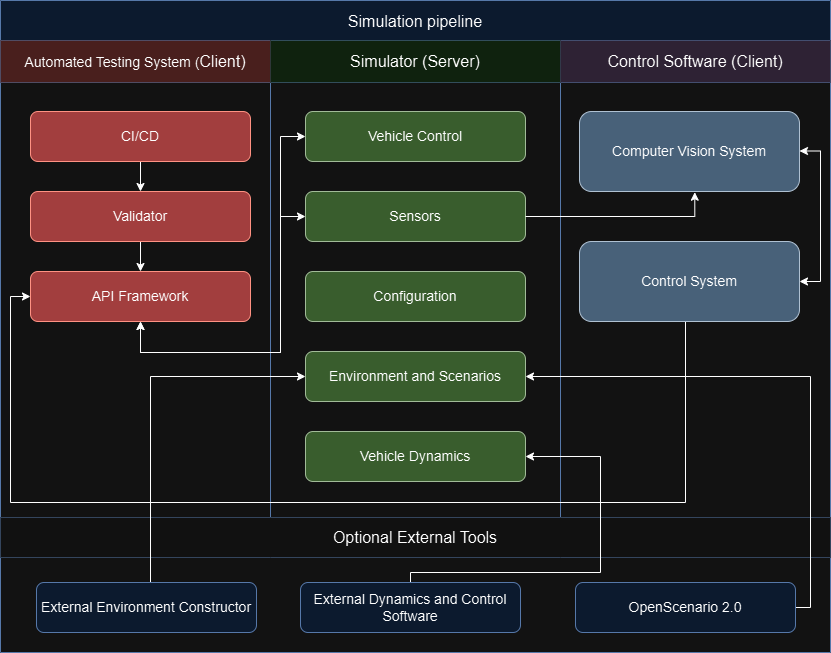 Simulation pipeline
Automated Testing System (Client)
Simulator (Server)
Control Software (Client)
CI/CD
Validator
API Framework
Vehicle Control
Sensors
Configuration
Environment and Scenarios
Vehicle Dynamics
Computer Vision System
Control System
Optional External Tools
External Environment Constructor
External Dynamics and Control
Software
OpenScenario 2.0